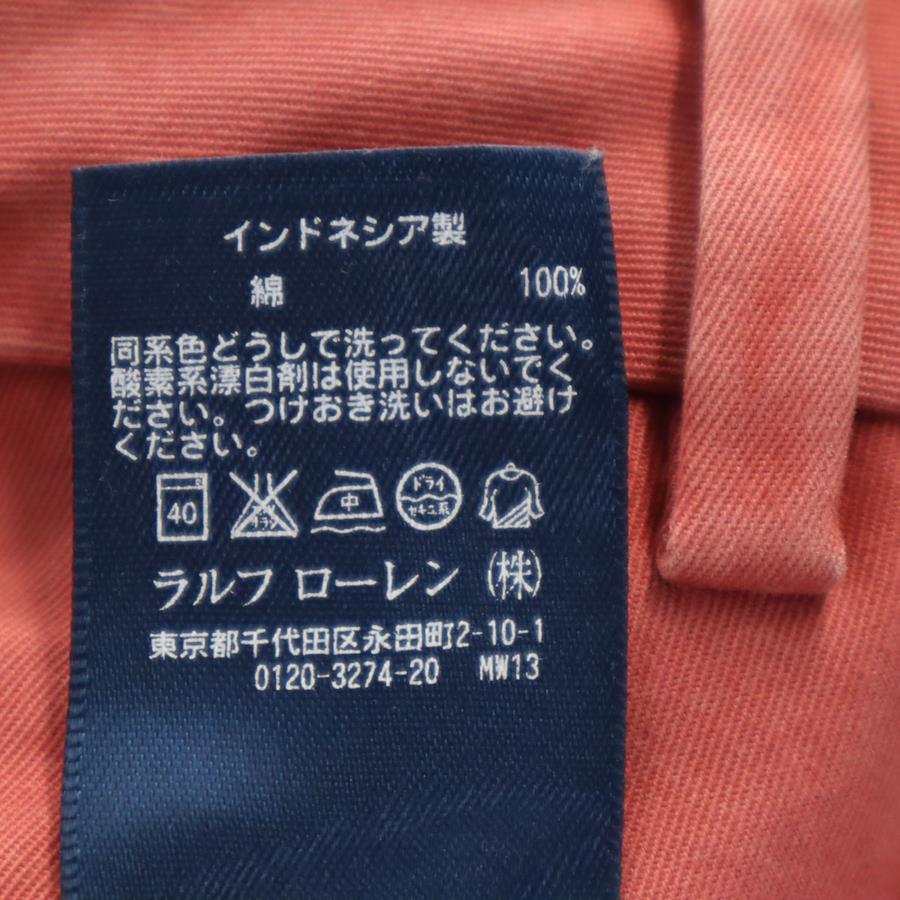 インドネシア製
綿 100%
同系色どうしで洗ってください。
酸素系漂白剤は使用しないでく
ださい。つけおき洗いはお避け
ください。
40 中 ドライ セキユ系
ラルフ ローレン (株)
東京都千代田区永田町2-10-1
0120-3274-20 MW13